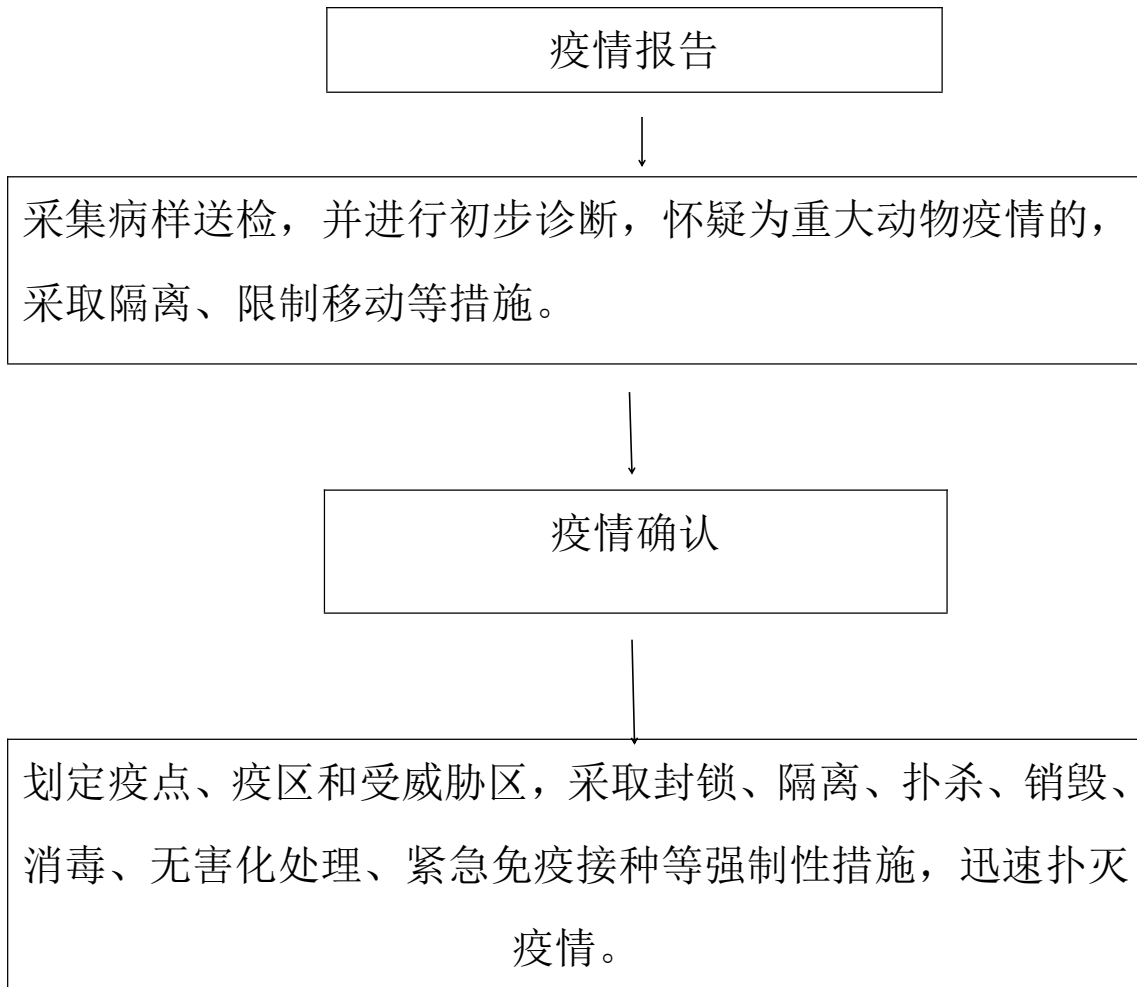 疫情报告
采集病样送检，并进行初步诊断，怀疑为重大动物疫情的，
采取隔离、限制移动等措施。
疫情确认
划定疫点、疫区和受威胁区，采取封锁、隔离、扑杀、销毁、
消毒、无害化处理、紧急免疫接种等强制性措施，迅速扑灭
疫情。